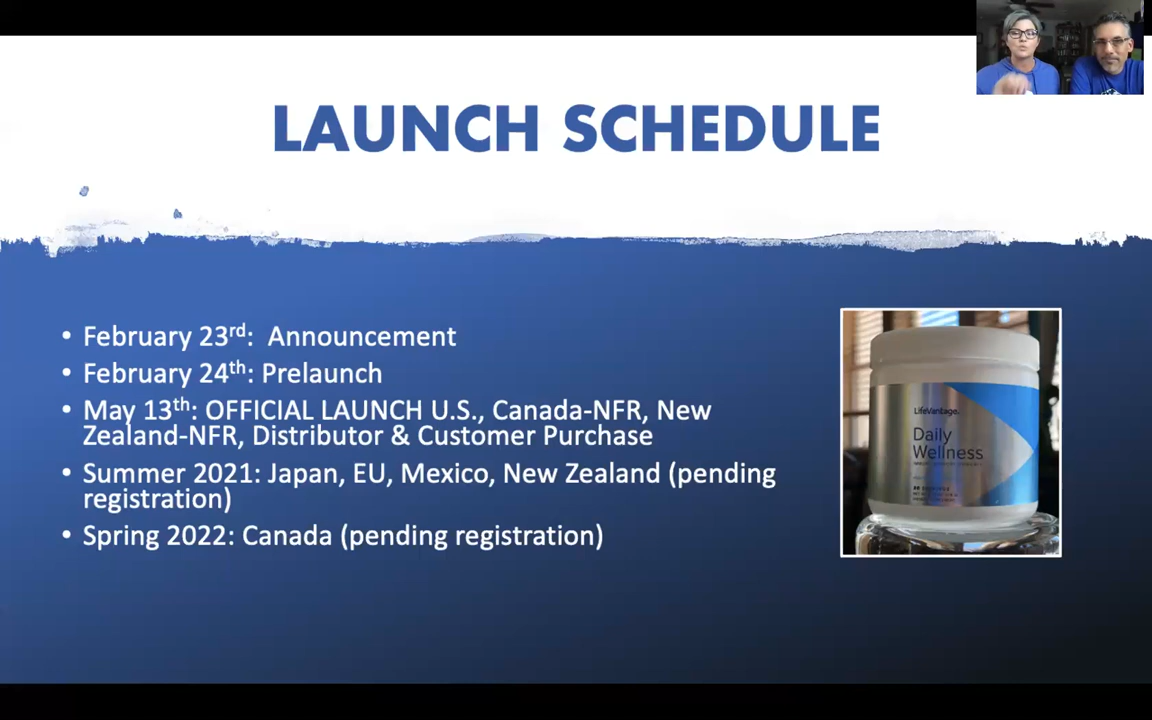 LAUNCH SCHEDULE
• February 23rd: Announcement
• February 24th: Prelaunch
• May 13th: OFFICIAL LAUNCH U.S., Canada-NFR, New
Zealand-NFR, Distributor & Customer Purchase
• Summer 2021: Japan, EU, Mexico, New Zealand (pending
registration)
• Spring 2022: Canada (pending registration)
LifeVantage.
Daily
Wellness